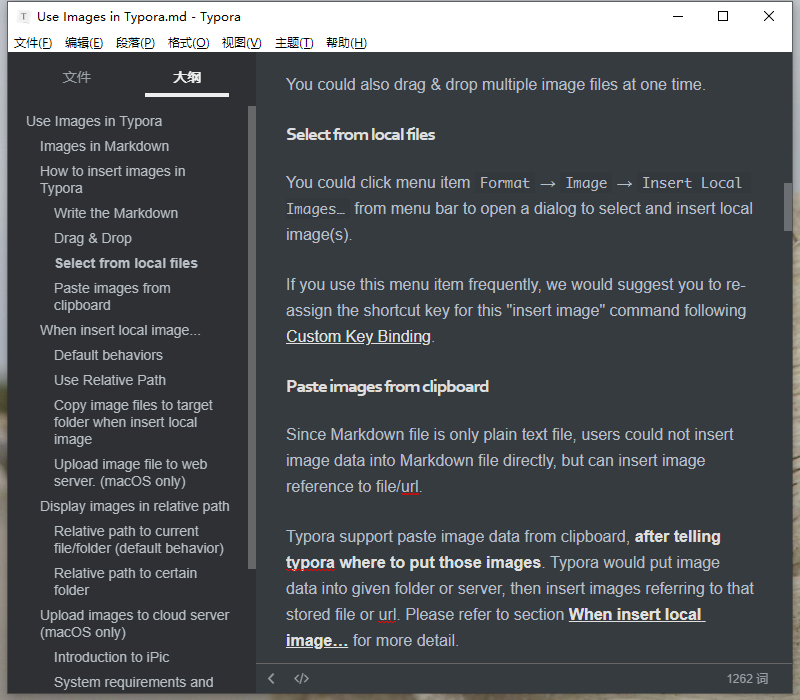 Use Images in Typora.md - Typora
文件(F) 编辑(E) 段落(P) 格式(O) 视图(V) 主题(T) 帮助(H)
文件 大纲
Use Images in Typora
Images in Markdown
How to insert images in
Typora
Write the Markdown
Drag & Drop
Select from local files
Paste images from
clipboard
When insert local image...
Default behaviors
Use Relative Path
Copy image files to target
folder when insert local
image
Upload image file to web
server. (macOS only)
Display images in relative path
Relative path to current
file/folder (default behavior)
Relative path to certain
folder
Upload images to cloud server
(macOS only)
Introduction to iPic
System requirements and
You could also drag & drop multiple image files at one time.
Select from local files
You could click menu item Format → Image → Insert Local
Images… from menu bar to open a dialog to select and insert local
image(s).
If you use this menu item frequently, we would suggest you to re-
assign the shortcut key for this "insert image" command following
Custom Key Binding.
Paste images from clipboard
Since Markdown file is only plain text file, users could not insert
image data into Markdown file directly, but can insert image
reference to file/url.
Typora support paste image data from clipboard, after telling
typora where to put those images. Typora would put image
data into given folder or server, then insert images referring to that
stored file or url. Please refer to section When insert local
image… for more detail.
1262 词